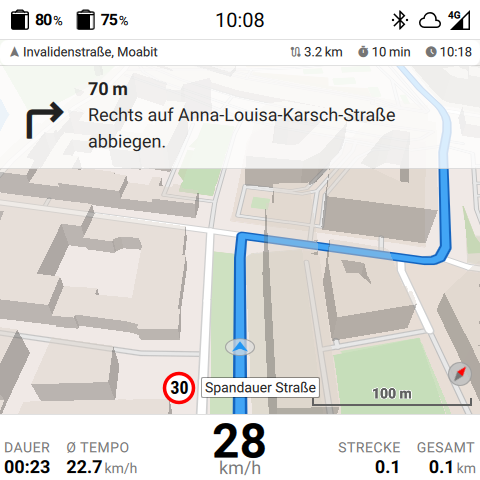 80% 75% 10:08 4G
Invalidenstraße, Moabit 3.2 km 10 min 10:18
70 m
Rechts auf Anna-Louisa-Karsch-Straße
abbiegen.
30 Spandauer Straße
100 m
DAUER Ø TEMPO 28 STRECKE GESAMT
00:23 22.7 km/h km/h 0.1 0.1 km